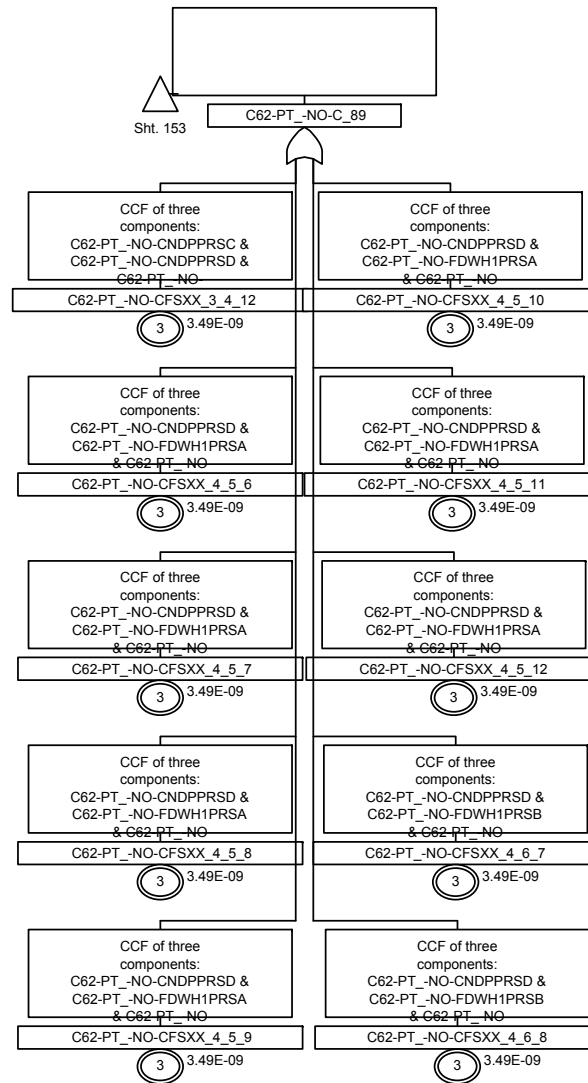 Sht. 153
C62-PT_-NO-C_89
CCF of three
components:
C62-PT_-NO-CNDPPRSC &
C62-PT_-NO-CNDPPRSD &
C62-PT_-NO-
C62-PT_-NO-CFSXX_3_4_12
3
3.49E-09
CCF of three
components:
C62-PT_-NO-CNDPPRSD &
C62-PT_-NO-FDWH1PRSA
& C62-PT_-NO
C62-PT_-NO-CFSXX_4_5_10
3
3.49E-09
CCF of three
components:
C62-PT_-NO-CNDPPRSD &
C62-PT_-NO-FDWH1PRSA
& C62-PT_-NO
C62-PT_-NO-CFSXX_4_5_6
3
3.49E-09
CCF of three
components:
C62-PT_-NO-CNDPPRSD &
C62-PT_-NO-FDWH1PRSA
& C62-PT_-NO
C62-PT_-NO-CFSXX_4_5_11
3
3.49E-09
CCF of three
components:
C62-PT_-NO-CNDPPRSD &
C62-PT_-NO-FDWH1PRSA
& C62-PT_-NO
C62-PT_-NO-CFSXX_4_5_7
3
3.49E-09
CCF of three
components:
C62-PT_-NO-CNDPPRSD &
C62-PT_-NO-FDWH1PRSA
& C62-PT_-NO
C62-PT_-NO-CFSXX_4_5_12
3
3.49E-09
CCF of three
components:
C62-PT_-NO-CNDPPRSD &
C62-PT_-NO-FDWH1PRSA
& C62-PT_-NO
C62-PT_-NO-CFSXX_4_5_8
3
3.49E-09
CCF of three
components:
C62-PT_-NO-CNDPPRSD &
C62-PT_-NO-FDWH1PRSB
& C62-PT_-NO
C62-PT_-NO-CFSXX_4_6_7
3
3.49E-09
CCF of three
components:
C62-PT_-NO-CNDPPRSD &
C62-PT_-NO-FDWH1PRSA
& C62-PT_-NO
C62-PT_-NO-CFSXX_4_5_9
3
3.49E-09
CCF of three
components:
C62-PT_-NO-CNDPPRSD &
C62-PT_-NO-FDWH1PRSB
& C62-PT_-NO
C62-PT_-NO-CFSXX_4_6_8
3
3.49E-09